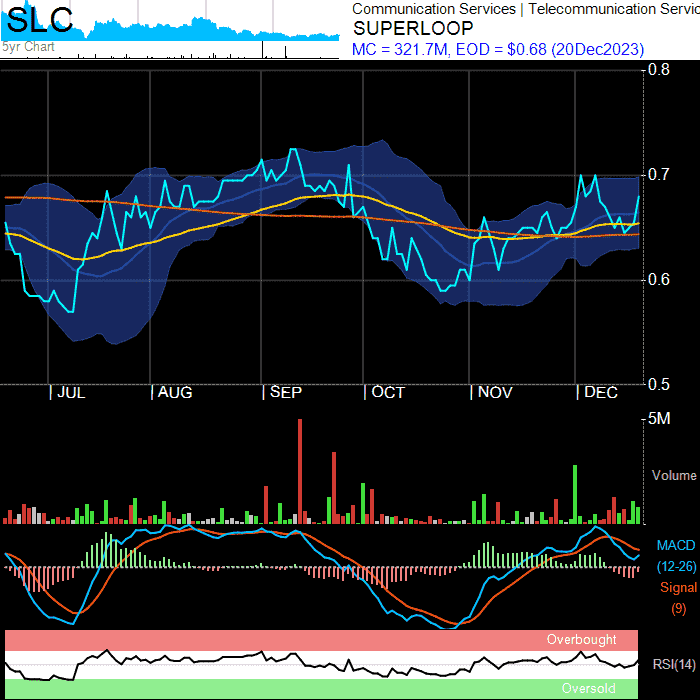 SLC
5yr Chart
Communication Services | Telecommunication Servic
SUPERLOOP
MC = 321.7M, EOD = $0.68 (20Dec2023)
0.8
0.7
0.6
0.5
| JUL | AUG | SEP | OCT | NOV | DEC
5M
Volume
MACD
(12-26)
Signal
(9)
Overbought
RSI(14)
Oversold